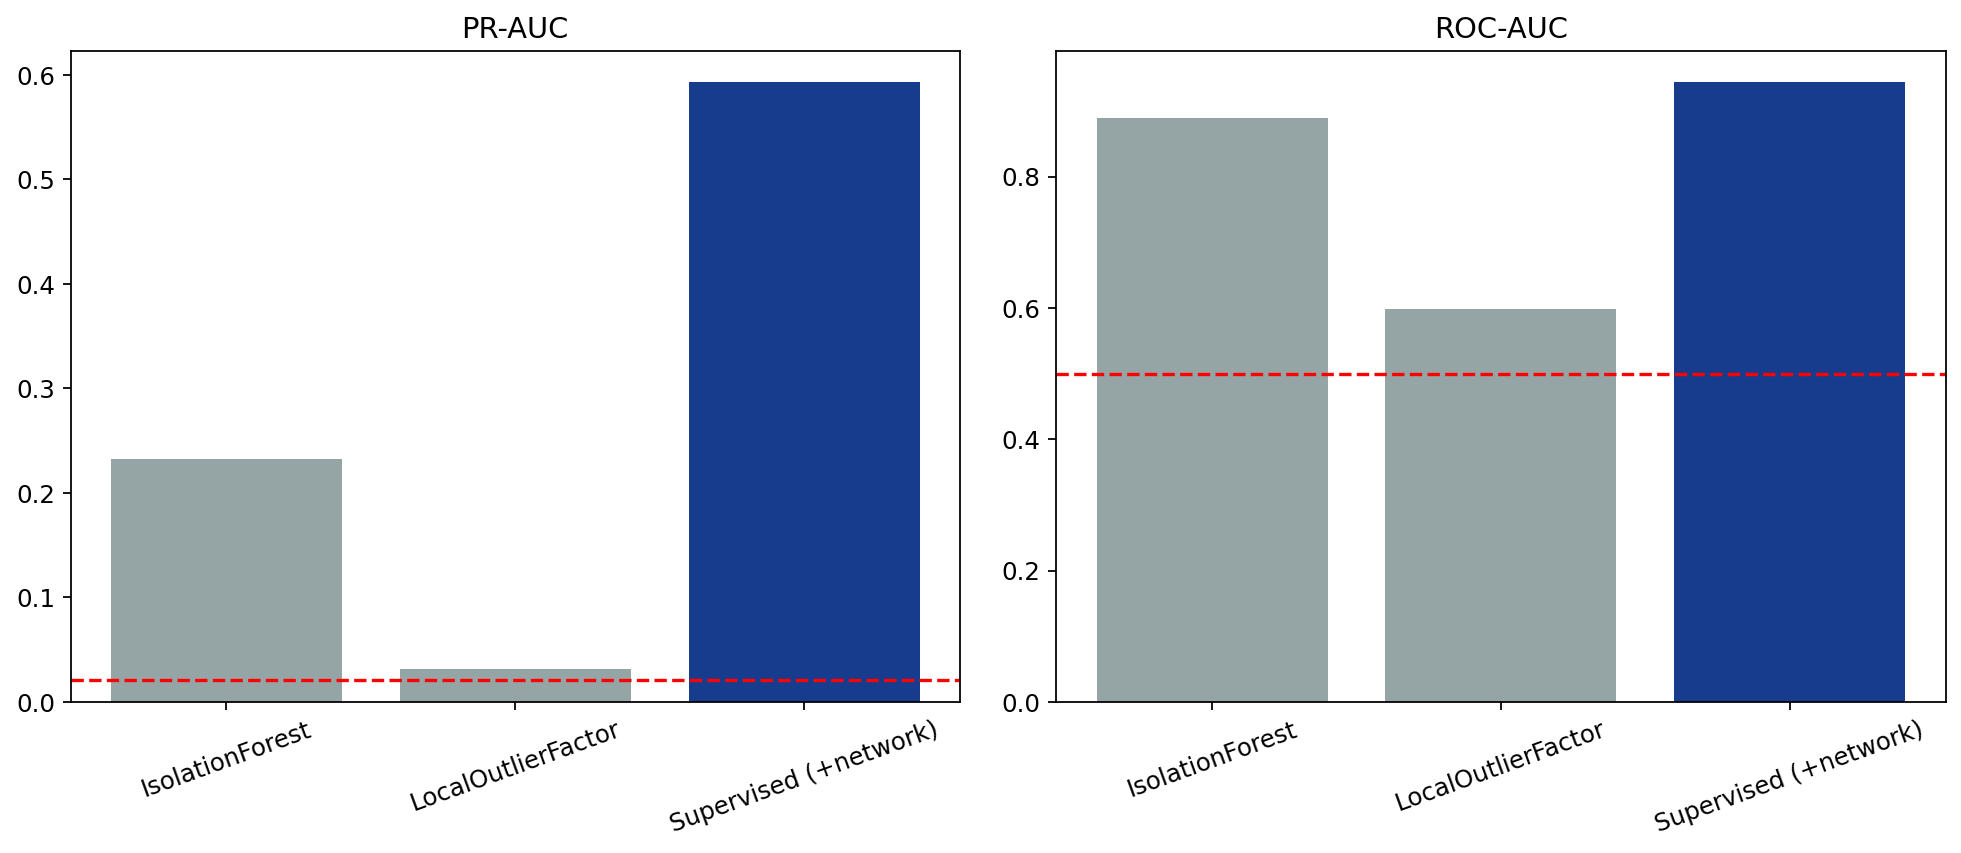 PR-AUC
0.6
0.5
0.4
0.3
0.2
0.1
0.0
IsolationForest
LocalOutlierFactor
Supervised (+network)
ROC-AUC
0.8
0.6
0.4
0.2
0.0
IsolationForest
LocalOutlierFactor
Supervised (+network)